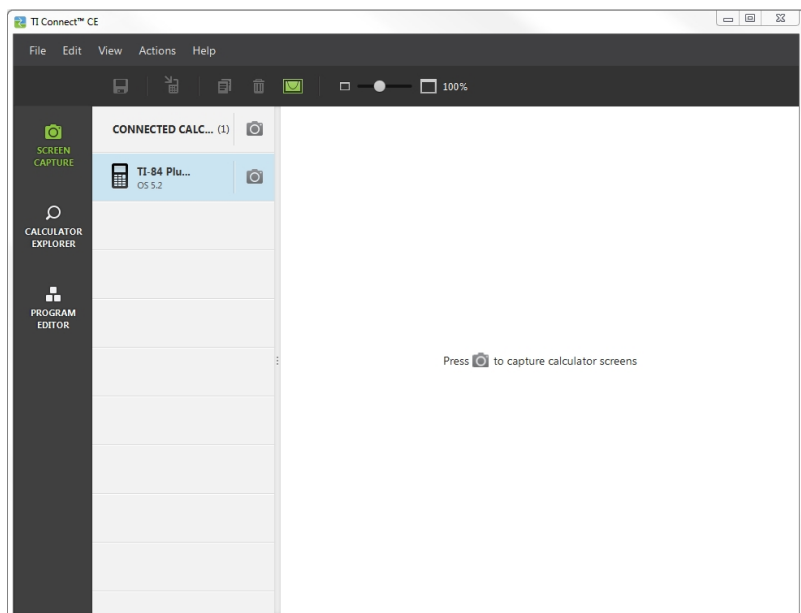 TI Connect™ CE
File Edit View Actions Help
100%
SCREEN
CAPTURE
CONNECTED CALC... (1)
TI-84 Plu...
OS 5.2
CALCULATOR
EXPLORER
PROGRAM
EDITOR
Press to capture calculator screens